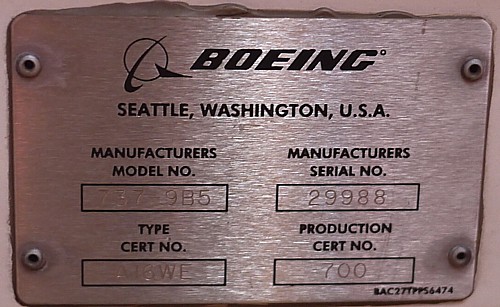 BOEING
SEATTLE, WASHINGTON, U.S.A.
MANUFACTURERS MODEL NO. MANUFACTURERS SERIAL NO.
737-9B5 29988
TYPE CERT NO. PRODUCTION CERT NO.
A16WE 700
BAC27TPPS6474